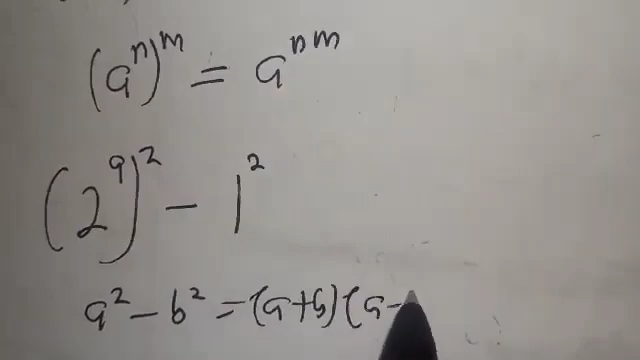 (a^n)^m = a^{nm}
(2^9)^2 - 1^2
a^2 - b^2 = (a+b)(a-